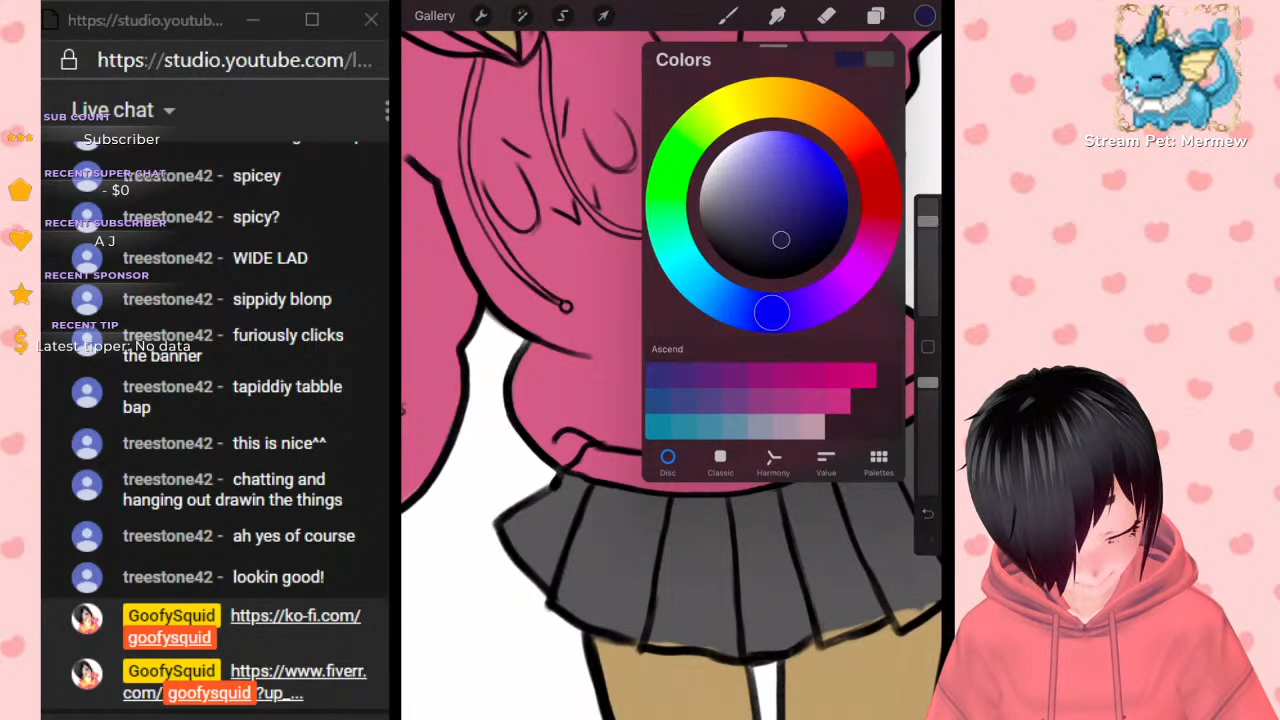 https://studio.youtub...
https://studio.youtube.com/l...
Live chat
SUB COUNT
Subscriber
treestone42 - spicey
RECENT SUPER CHAT
- $0
treestone42 - spicy?
RECENT SUBSCRIBER
A J
treestone42 - WIDE LAD
RECENT SPONSOR
treestone42 - sippidy blonp
RECENT TIP
Latest tipper: No data
treestone42 - furiously clicks
the banner
treestone42 - tapiddiy tabble
bap
treestone42 - this is nice^^
treestone42 - chatting and
hanging out drawin the things
treestone42 - ah yes of course
treestone42 - lookin good!
GoofySquid https://ko-fi.com/
goofysquid
GoofySquid https://www.fiverr.
com/goofysquid?up_...
Gallery
Colors
Ascend
Disc
Classic
Harmony
Value
Palettes
Stream Pet: Mermew